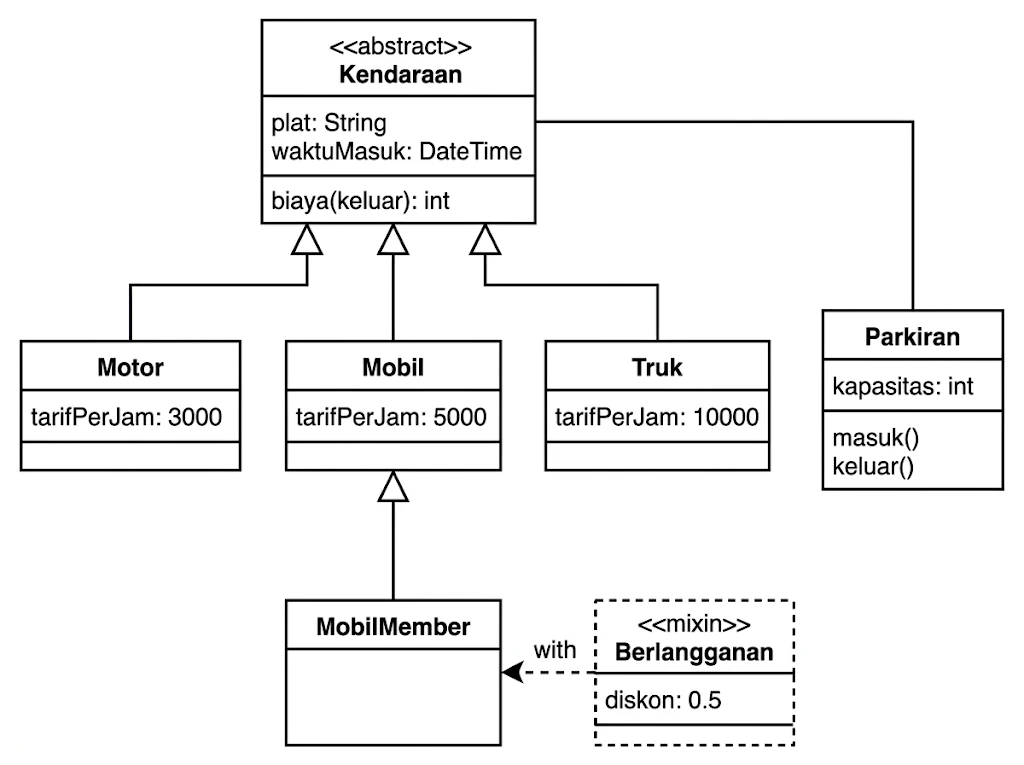 <<abstract>>
Kendaraan
plat: String
waktuMasuk: DateTime
biaya(keluar): int
Motor
tarifPerJam: 3000
Mobil
tarifPerJam: 5000
Truk
tarifPerJam: 10000
Parkiran
kapasitas: int
masuk()
keluar()
MobilMember
with
<<mixin>>
Berlangganan
diskon: 0.5